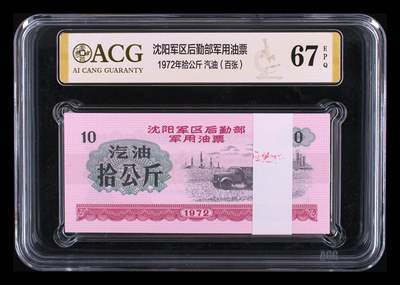 ACG
AI CANG GUARANTY
沈阳军区后勤部军用油票
1972年拾公斤 汽油（百张）
67 EPQ
10
沈阳军区后勤部
军用油票
0
汽油
拾公斤
1972
ACG